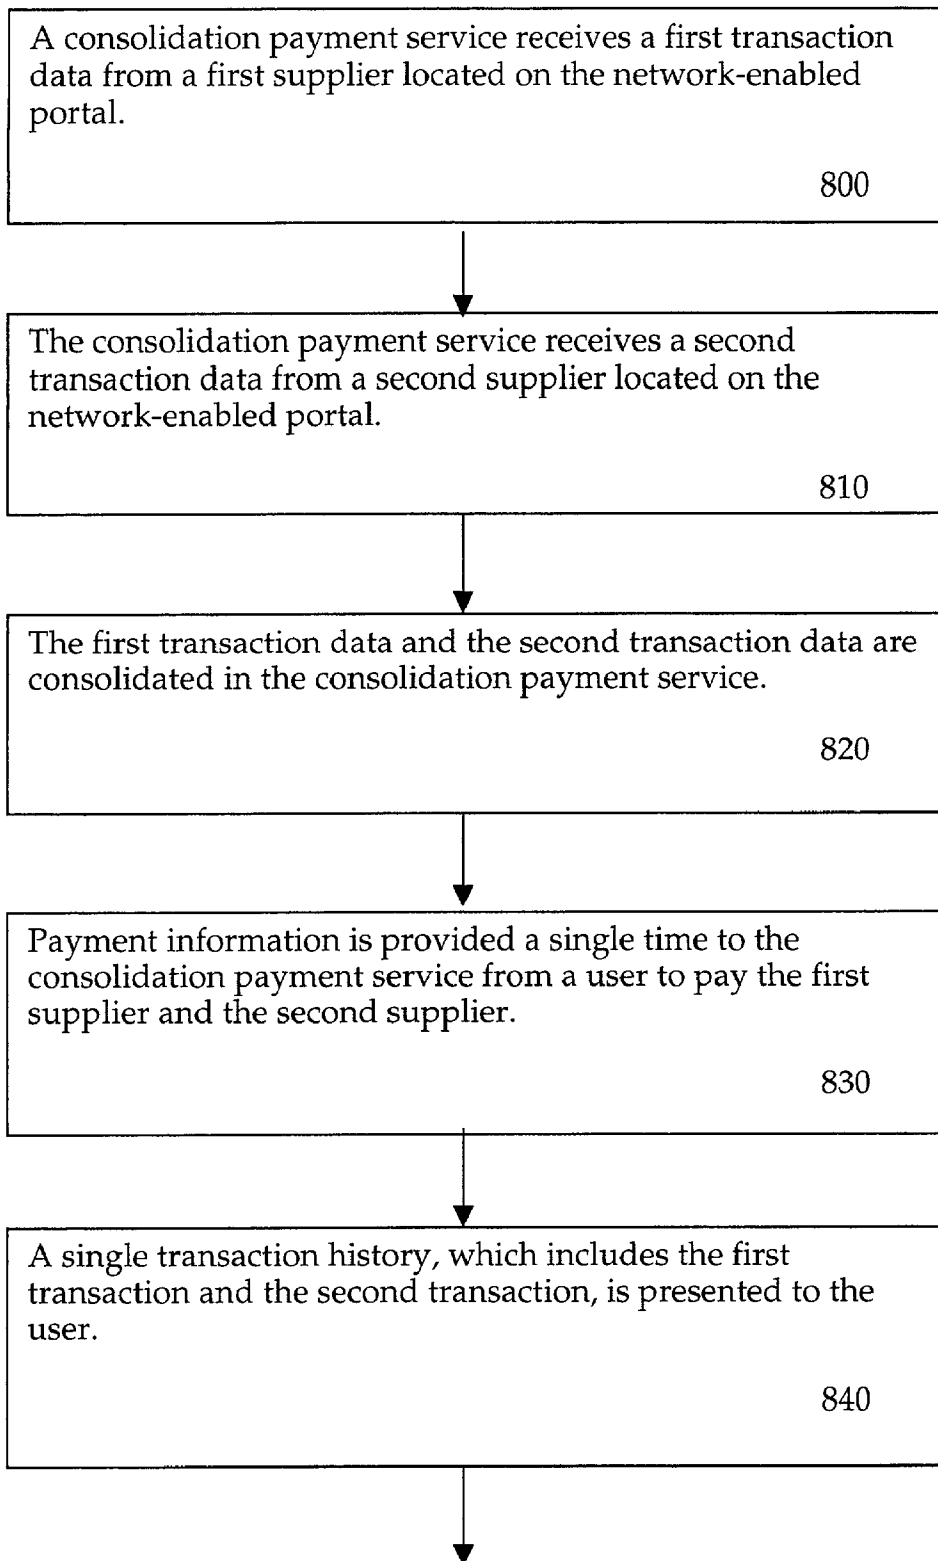 A consolidation payment service receives a first transaction
data from a first supplier located on the network-enabled
portal.
800
The consolidation payment service receives a second
transaction data from a second supplier located on the
network-enabled portal.
810
The first transaction data and the second transaction data are
consolidated in the consolidation payment service.
820
Payment information is provided a single time to the
consolidation payment service from a user to pay the first
supplier and the second supplier.
830
A single transaction history, which includes the first
transaction and the second transaction, is presented to the
user.
840